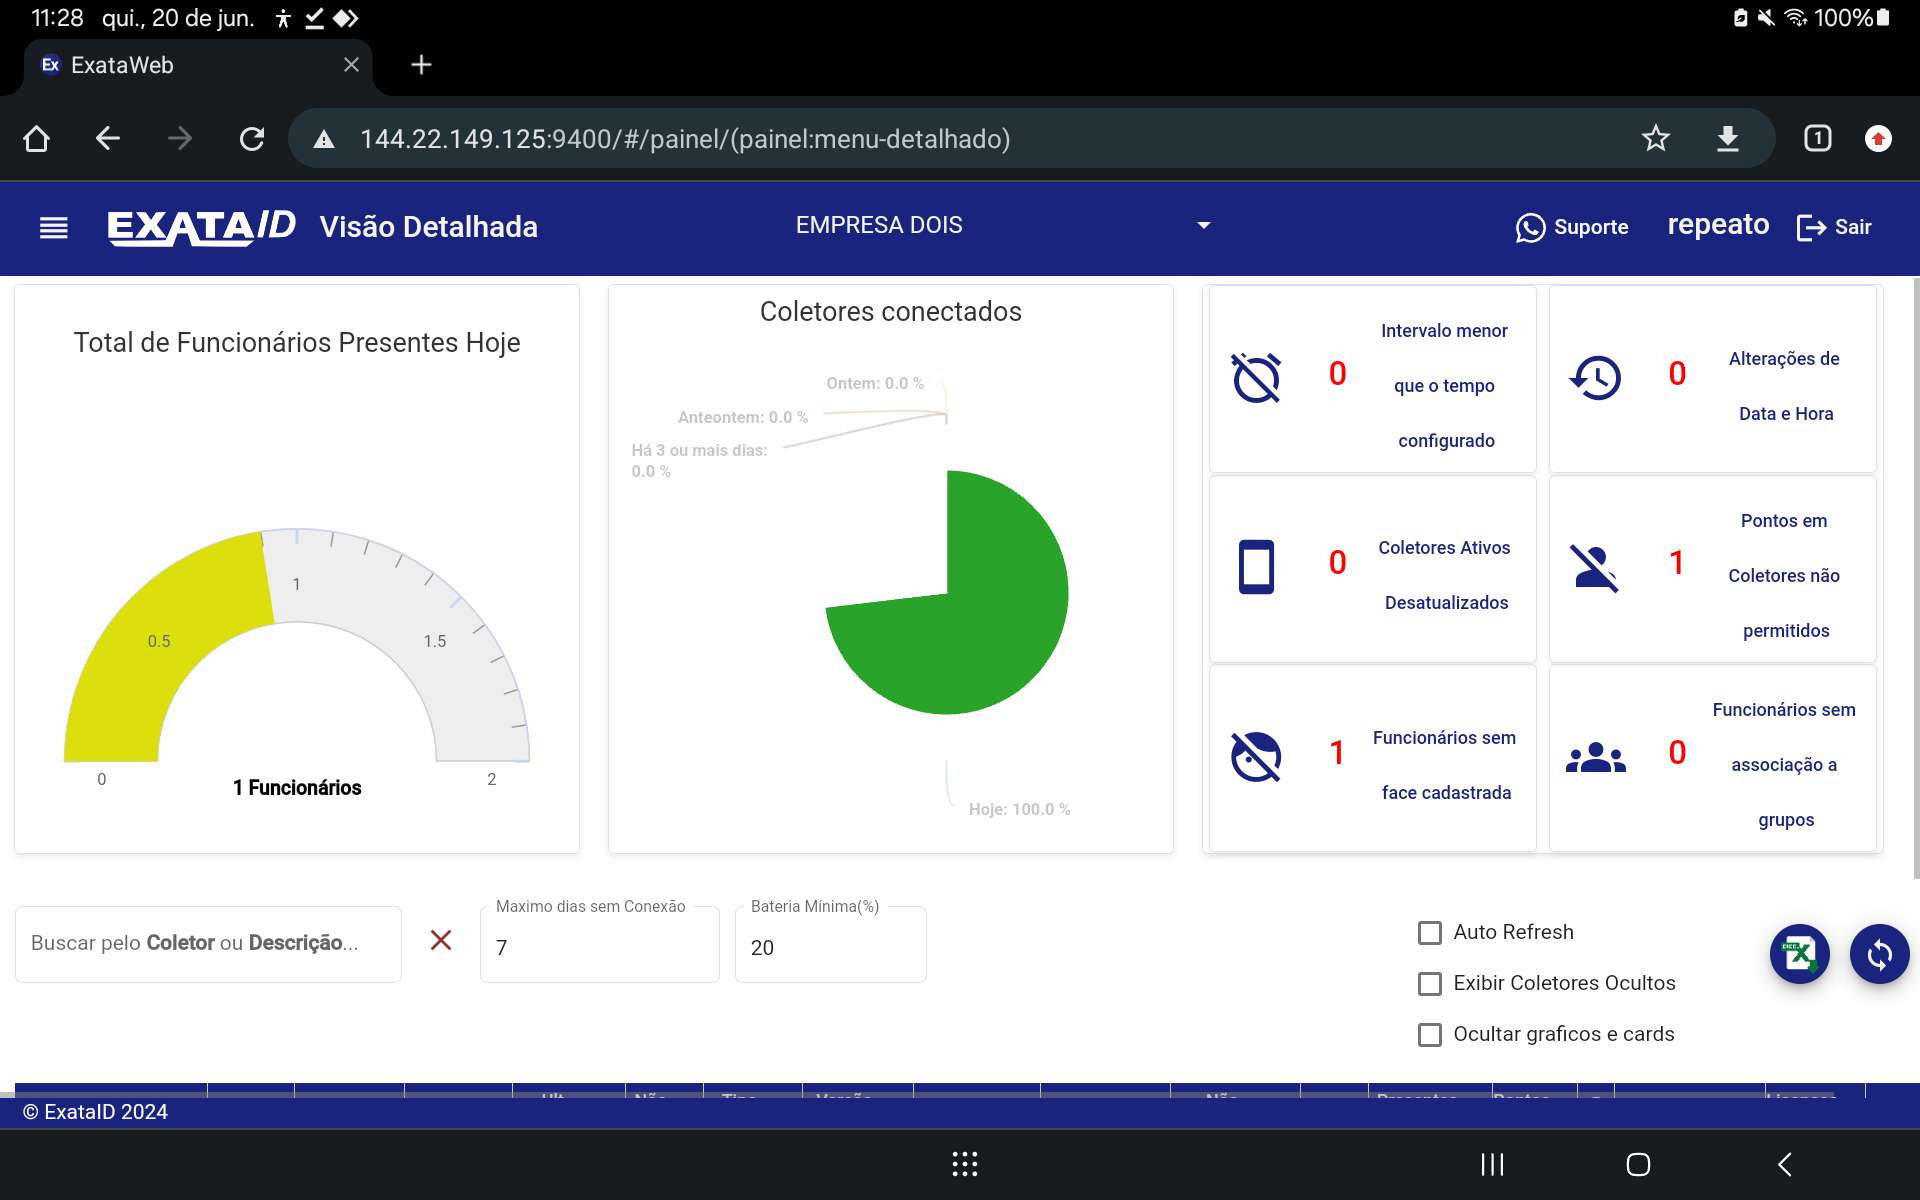 11:28 qui., 20 de jun.
100%
Ex ExataWeb
144.22.149.125:9400/#/painel/(painel:menu-detalhado)
1
EXATAID Visão Detalhada
EMPRESA DOIS
Suporte
repeato
Sair
Total de Funcionários Presentes Hoje
0
0.5
1
1.5
2
1 Funcionários
Coletores conectados
Ontem: 0.0 %
Anteontem: 0.0 %
Há 3 ou mais dias:
0.0 %
Hoje: 100.0 %
0
Intervalo menor
que o tempo
configurado
0
Alterações de
Data e Hora
0
Coletores Ativos
Desatualizados
1
Pontos em
Coletores não
permitidos
1
Funcionários sem
face cadastrada
0
Funcionários sem
associação a
grupos
Buscar pelo Coletor ou Descrição...
Maximo dias sem Conexão
7
Bateria Mínima(%)
20
Auto Refresh
Exibir Coletores Ocultos
Ocultar graficos e cards
© ExataID 2024